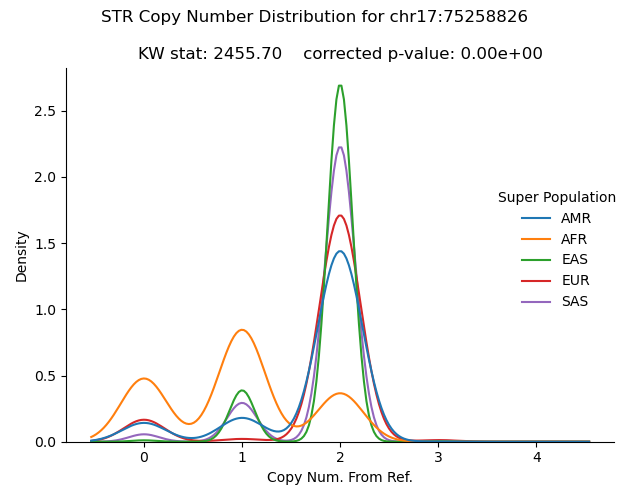 STR Copy Number Distribution for chr17:75258826
KW stat: 2455.70    corrected p-value: 0.00e+00
2.5
2.0
1.5
1.0
0.5
0.0
Density
0 1 2 3 4
Copy Num. From Ref.
Super Population
AMR
AFR
EAS
EUR
SAS